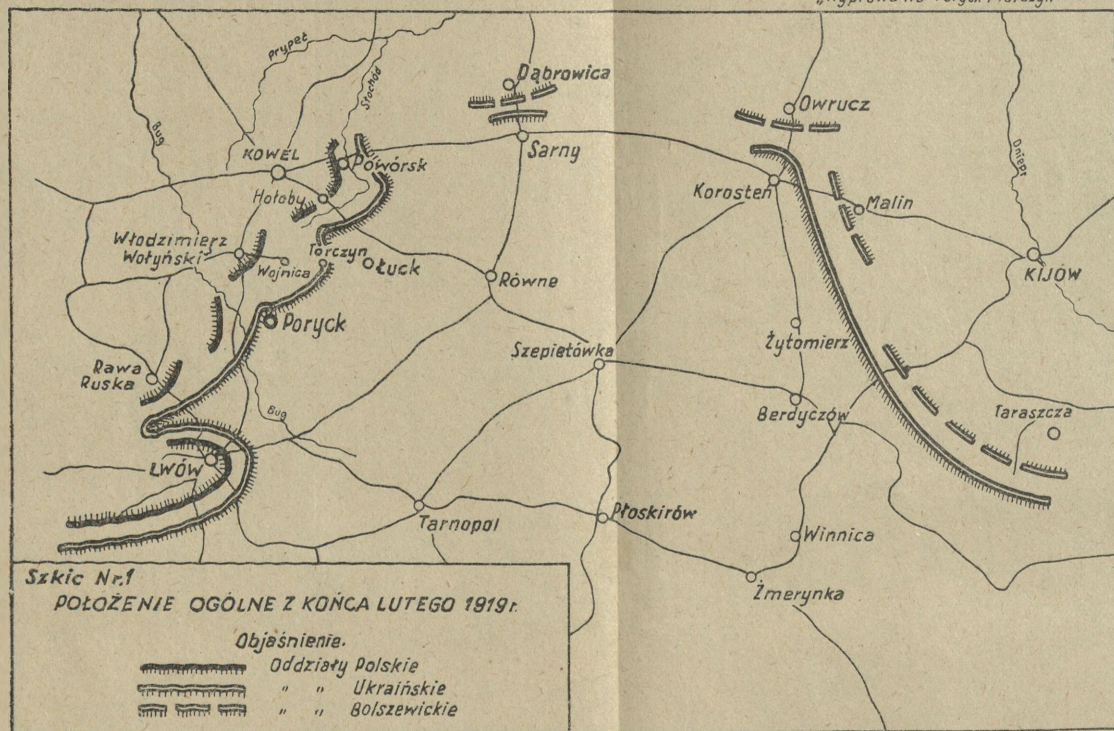 Prypeć
Stochód
Dąbrowica
Owrucz
Bug
Dniepr
KOWEL
Powórsk
Sarny
Hołoby
Korosteń
Malin
Włodzimierz
Wołyński
Wojnica
Torczyn
Łuck
Równe
KIJÓW
Poryck
Żytomierz
Szepietówka
Rawa
Ruska
Berdyczów
Taraszcza
Bug
LWÓW
Tarnopol
Płoskirów
Winnica
Żmerynka
Szkic Nr.1
POŁOŻENIE OGÓLNE Z KOŃCA LUTEGO 1919r.
Objaśnienie.
Oddziały Polskie
" " Ukraińskie
" " Bolszewickie